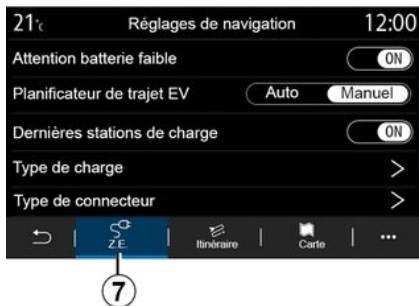 21°c Réglages de navigation 12:00
Attention batterie faible ON
Planificateur de trajet EV Auto Manuel
Dernières stations de charge ON
Type de charge >
Type de connecteur >
Z.E. Itinéraire Carte ...
7